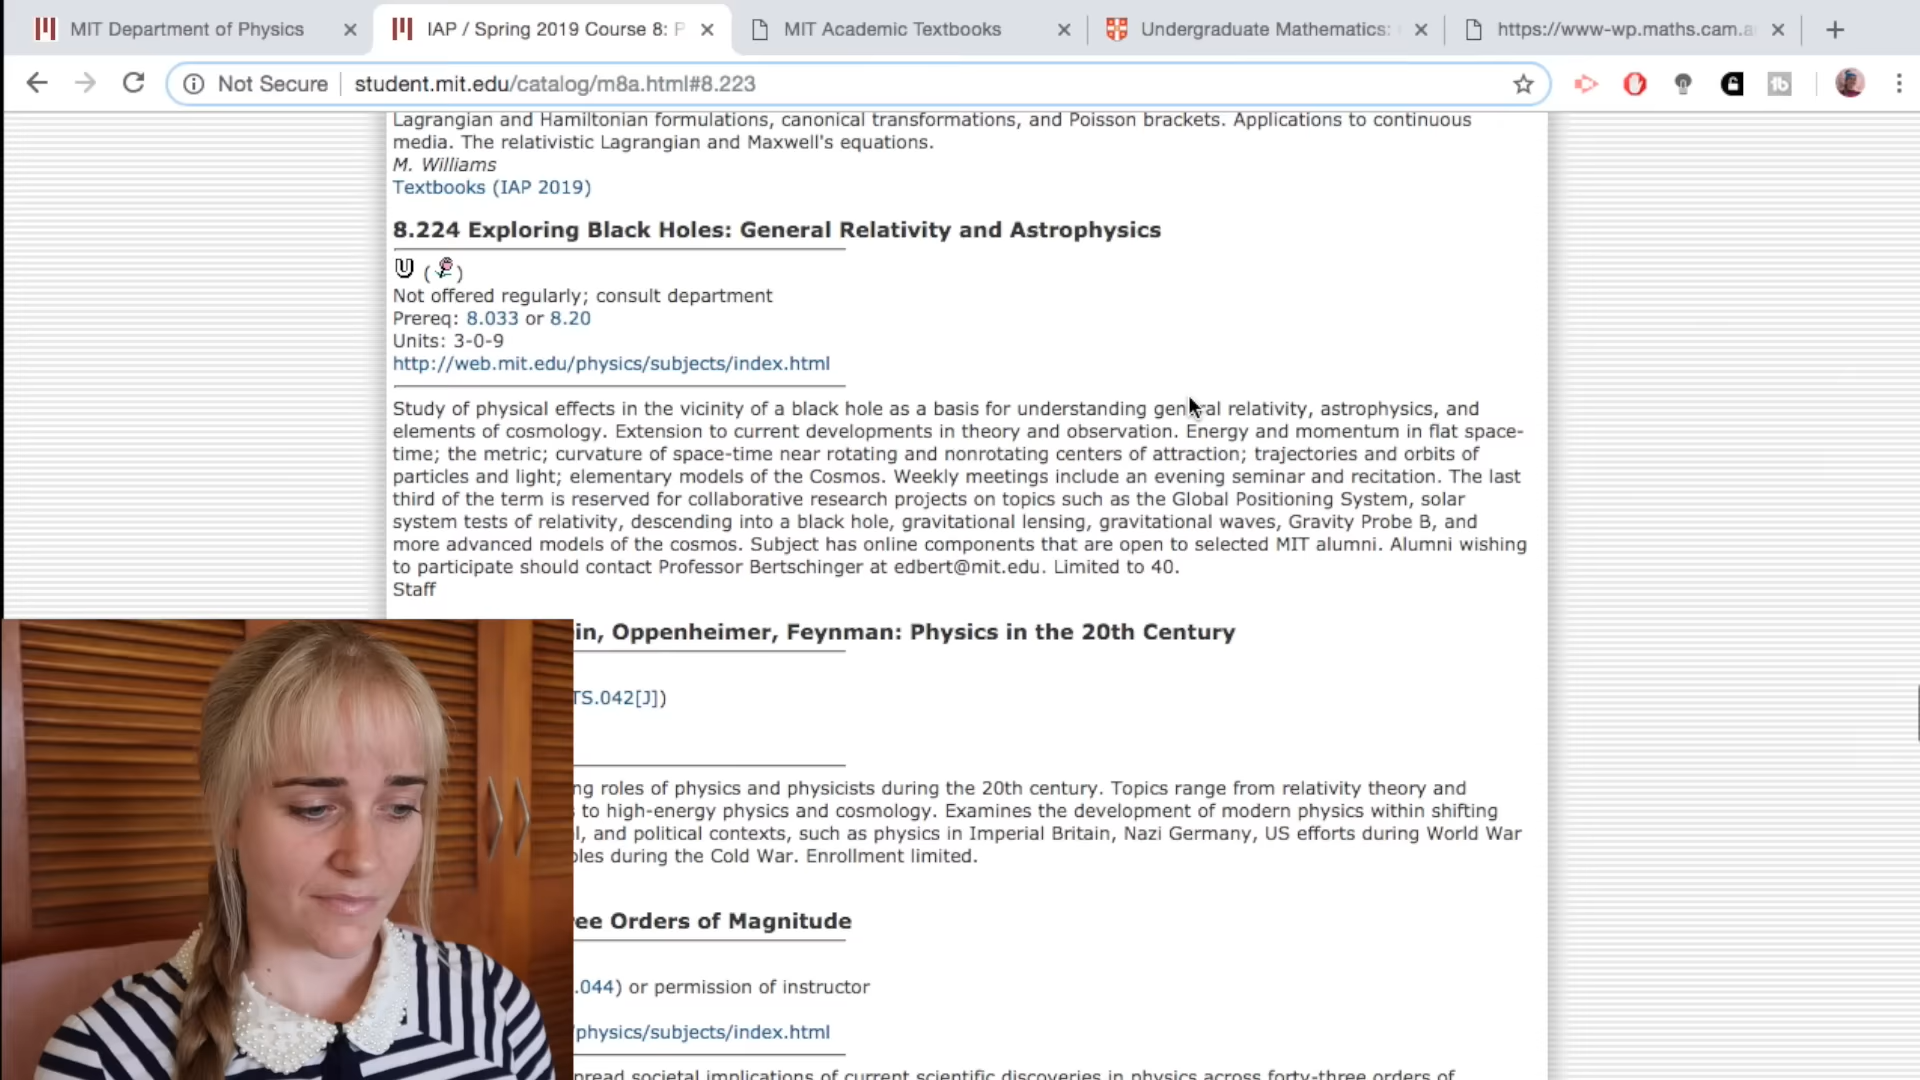 MIT Department of Physics
IAP / Spring 2019 Course 8: P
MIT Academic Textbooks
Undergraduate Mathematics:
https://www-wp.maths.cam.a
Not Secure
student.mit.edu/catalog/m8a.html#8.223
Lagrangian and Hamiltonian formulations, canonical transformations, and Poisson brackets. Applications to continuous
media. The relativistic Lagrangian and Maxwell's equations.
M. Williams
Textbooks (IAP 2019)
8.224 Exploring Black Holes: General Relativity and Astrophysics
U ( )
Not offered regularly; consult department
Prereq: 8.033 or 8.20
Units: 3-0-9
http://web.mit.edu/physics/subjects/index.html
Study of physical effects in the vicinity of a black hole as a basis for understanding general relativity, astrophysics, and
elements of cosmology. Extension to current developments in theory and observation. Energy and momentum in flat space-
time; the metric; curvature of space-time near rotating and nonrotating centers of attraction; trajectories and orbits of
particles and light; elementary models of the Cosmos. Weekly meetings include an evening seminar and recitation. The last
third of the term is reserved for collaborative research projects on topics such as the Global Positioning System, solar
system tests of relativity, descending into a black hole, gravitational lensing, gravitational waves, Gravity Probe B, and
more advanced models of the cosmos. Subject has online components that are open to selected MIT alumni. Alumni wishing
to participate should contact Professor Bertschinger at edbert@mit.edu. Limited to 40.
Staff
in, Oppenheimer, Feynman: Physics in the 20th Century
TS.042[J])
ng roles of physics and physicists during the 20th century. Topics range from relativity theory and
to high-energy physics and cosmology. Examines the development of modern physics within shifting
l, and political contexts, such as physics in Imperial Britain, Nazi Germany, US efforts during World War
oles during the Cold War. Enrollment limited.
ee Orders of Magnitude
.044) or permission of instructor
physics/subjects/index.html
pread societal implications of current scientific discoveries in physics across forty-three orders of